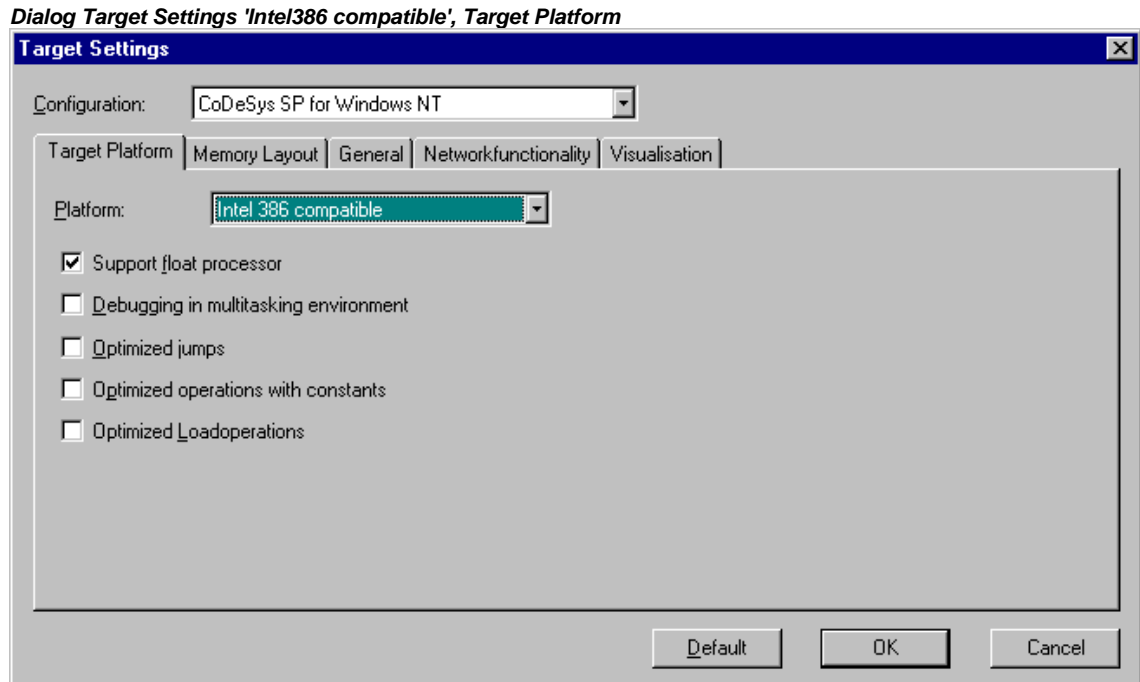 Dialog Target Settings 'Intel386 compatible', Target Platform
Target Settings
Configuration: CoDeSys SP for Windows NT
Target Platform Memory Layout General Networkfunctionality Visualisation
Platform: Intel 386 compatible
Support float processor
Debugging in multitasking environment
Optimized jumps
Optimized operations with constants
Optimized Loadoperations
Default OK Cancel